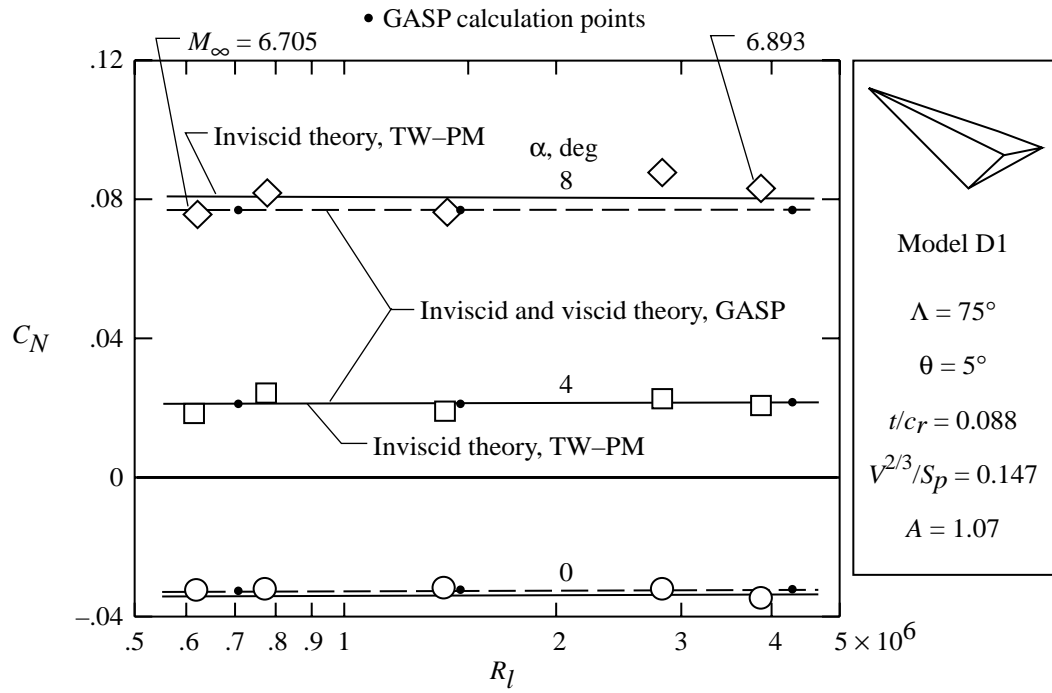 • GASP calculation points
M∞ = 6.705
6.893
.12
Inviscid theory, TW–PM
α, deg
8
.08
Inviscid and viscid theory, GASP
C_N
.04
4
Inviscid theory, TW–PM
0
0
–.04
.5 .6 .7 .8 .9 1 2 3 4 5 × 10⁶
R_l
Model D1
Λ = 75°
θ = 5°
t/c_r = 0.088
V^2/3/S_p = 0.147
A = 1.07